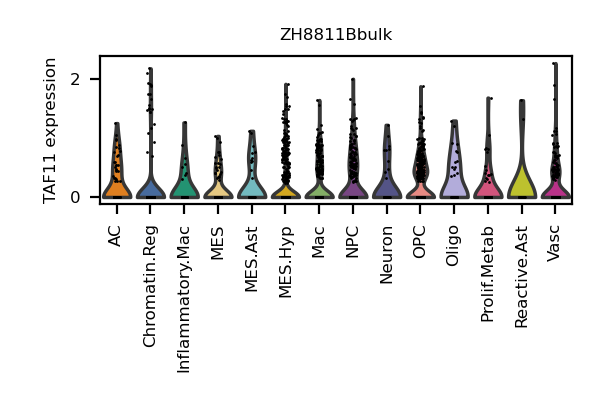 ZH8811Bbulk
TAF11 expression
2
0
AC
Chromatin.Reg
Inflammatory.Mac
MES
MES.Ast
MES.Hyp
Mac
NPC
Neuron
OPC
Oligo
Prolif.Metab
Reactive.Ast
Vasc